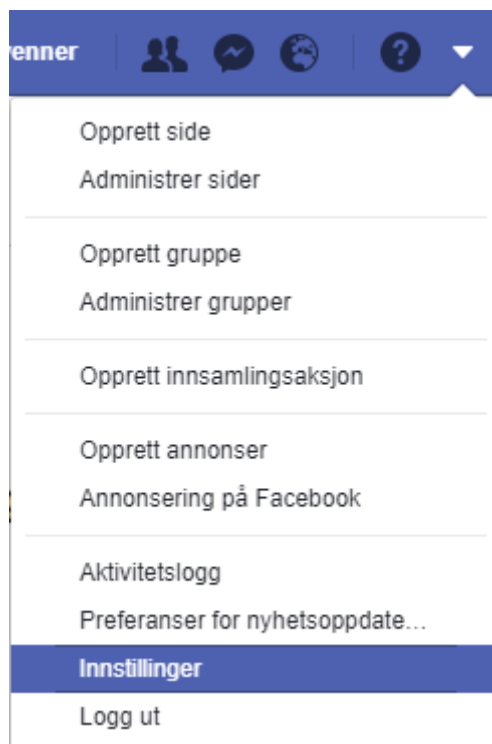 venner
Opprett side
Administrer sider
Opprett gruppe
Administrer grupper
Opprett innsamlingsaksjon
Opprett annonser
Annonsering på Facebook
Aktivitetslogg
Preferanser for nyhetsoppdate...
Innstillinger
Logg ut